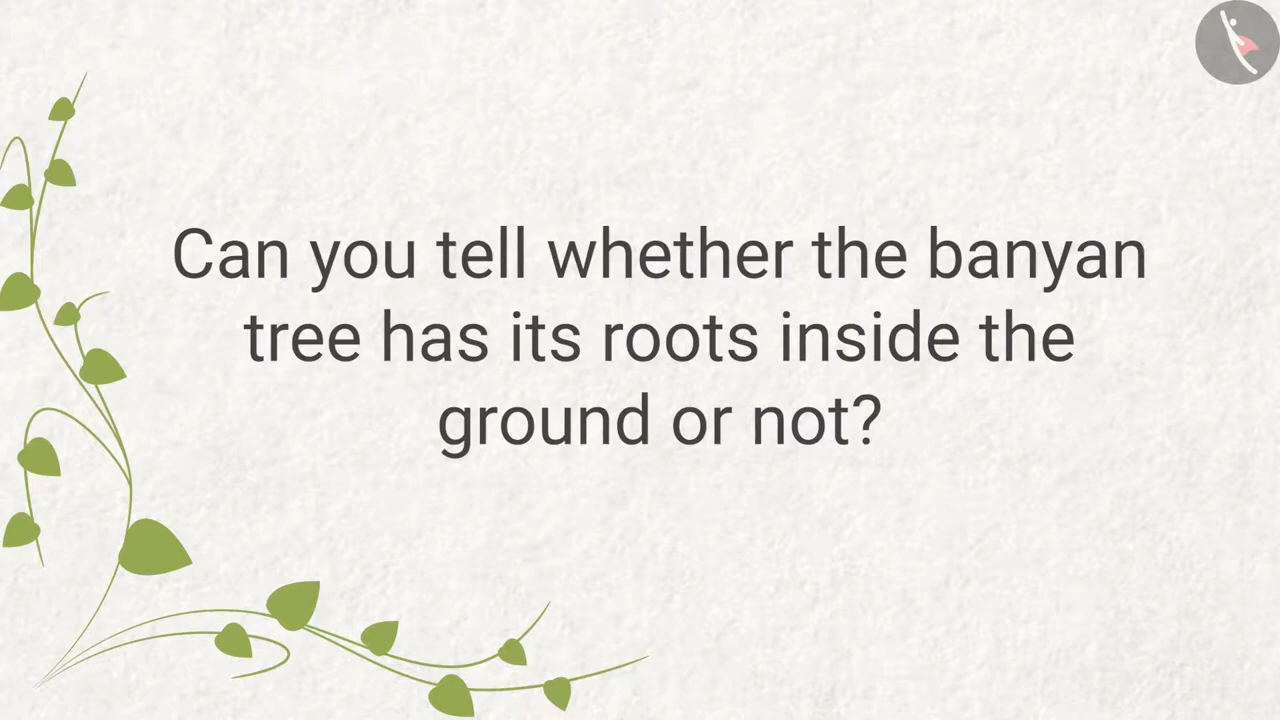 Can you tell whether the banyan
tree has its roots inside the
ground or not?